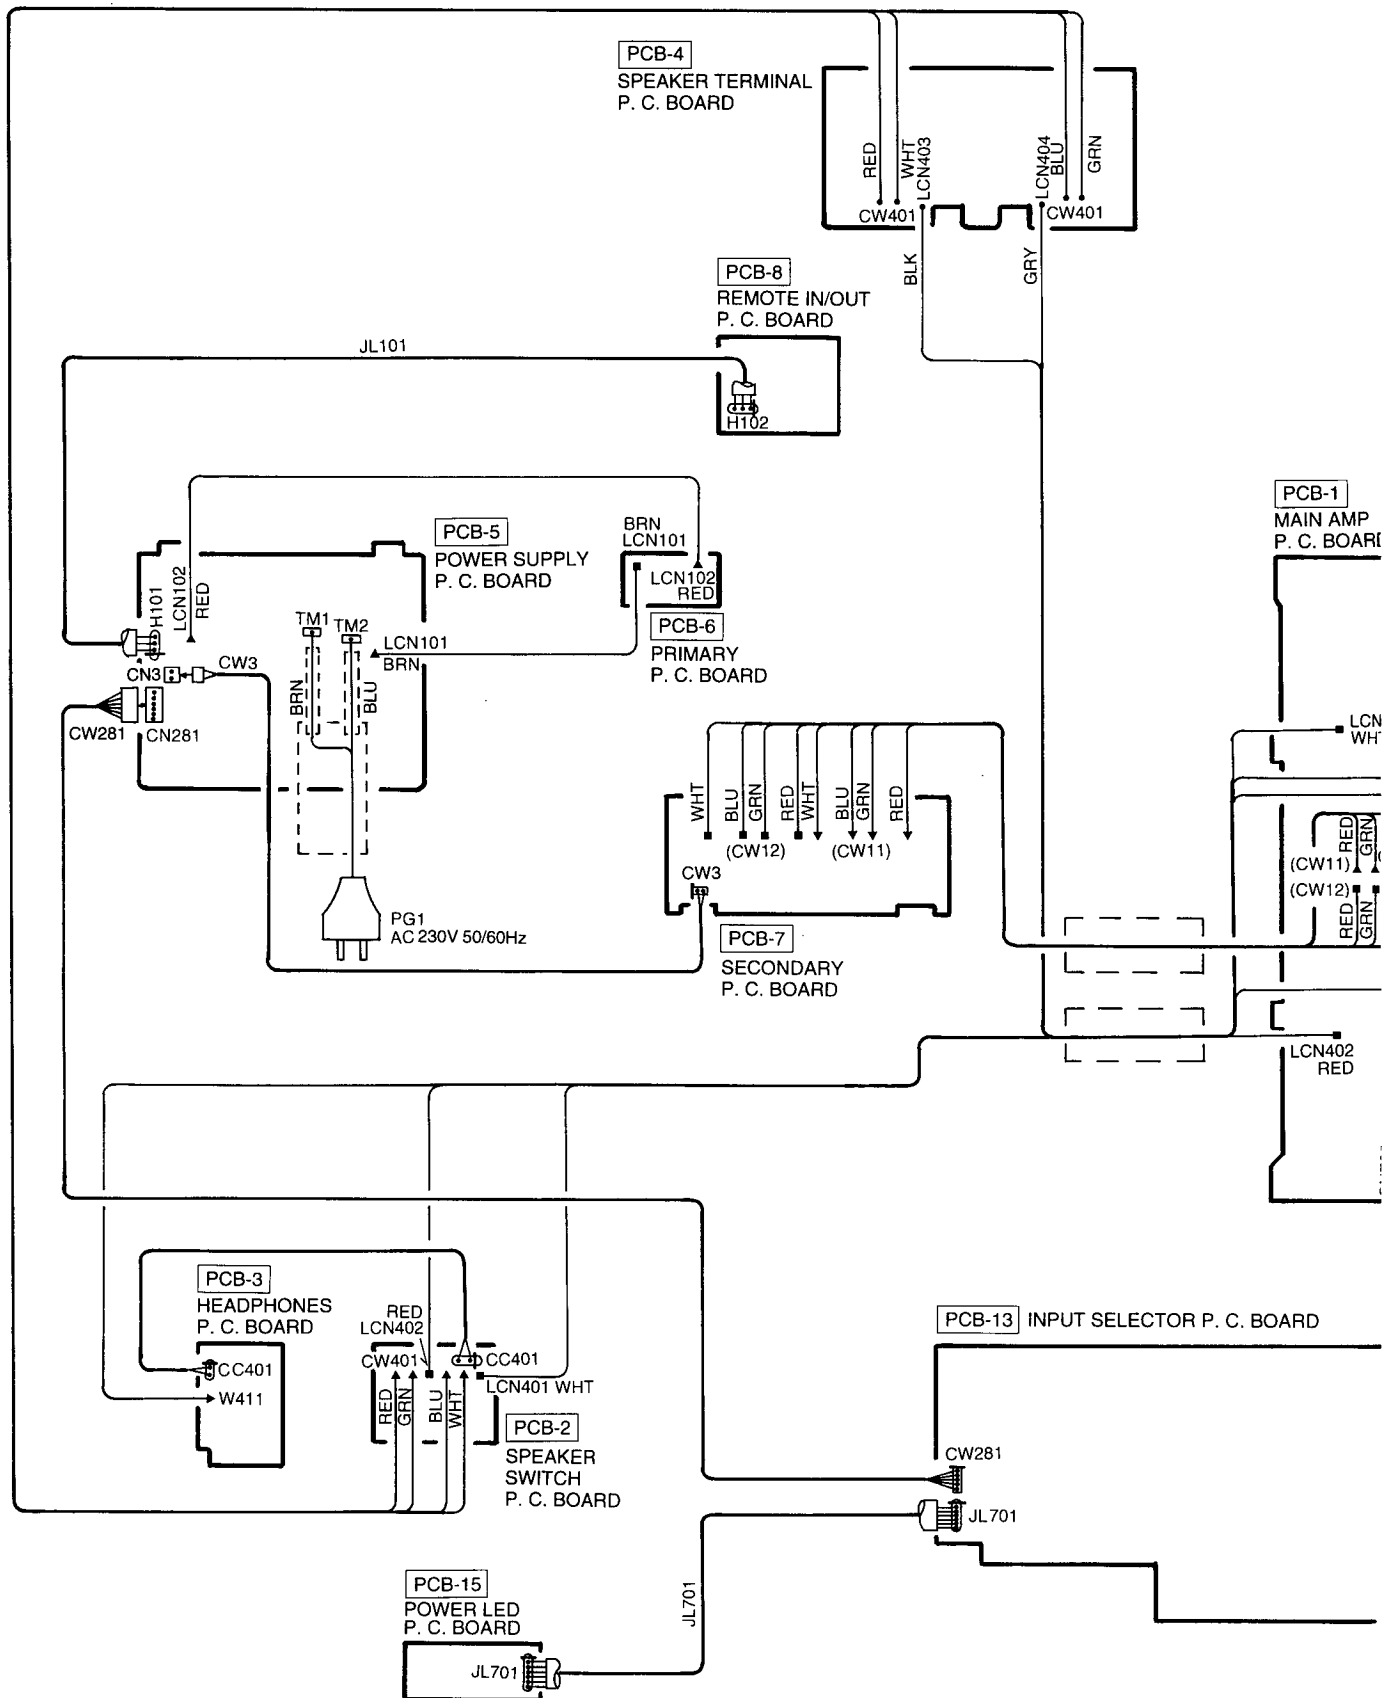 PCB-4
SPEAKER TERMINAL
P. C. BOARD
RED
WHT
LCN403
LCN404
BLU
GRN
CW401
CW401
BLK
GRY
PCB-8
REMOTE IN/OUT
P. C. BOARD
JL101
H102
PCB-1
MAIN AMP
P. C. BOARD
PCB-5
POWER SUPPLY
P. C. BOARD
BRN
LCN101
LCN102
RED
PCB-6
PRIMARY
P. C. BOARD
H101
LCN102
RED
TM1
TM2
LCN101
BRN
CN3
CW3
BRN
BLU
CW281
CN281
LCN
WHT
WHT
BLU
GRN
RED
WHT
BLU
GRN
RED
(CW12)
(CW11)
CW3
RED
GRN
(CW11)
(CW12)
RED
GRN
PG1
AC 230V 50/60Hz
PCB-7
SECONDARY
P. C. BOARD
LCN402
RED
PCB-3
HEADPHONES
P. C. BOARD
CC401
W411
RED
LCN402
CW401
CC401
LCN401 WHT
RED
GRN
BLU
WHT
PCB-2
SPEAKER
SWITCH
P. C. BOARD
PCB-13 INPUT SELECTOR P. C. BOARD
CW281
JL701
JL701
PCB-15
POWER LED
P. C. BOARD
JL701